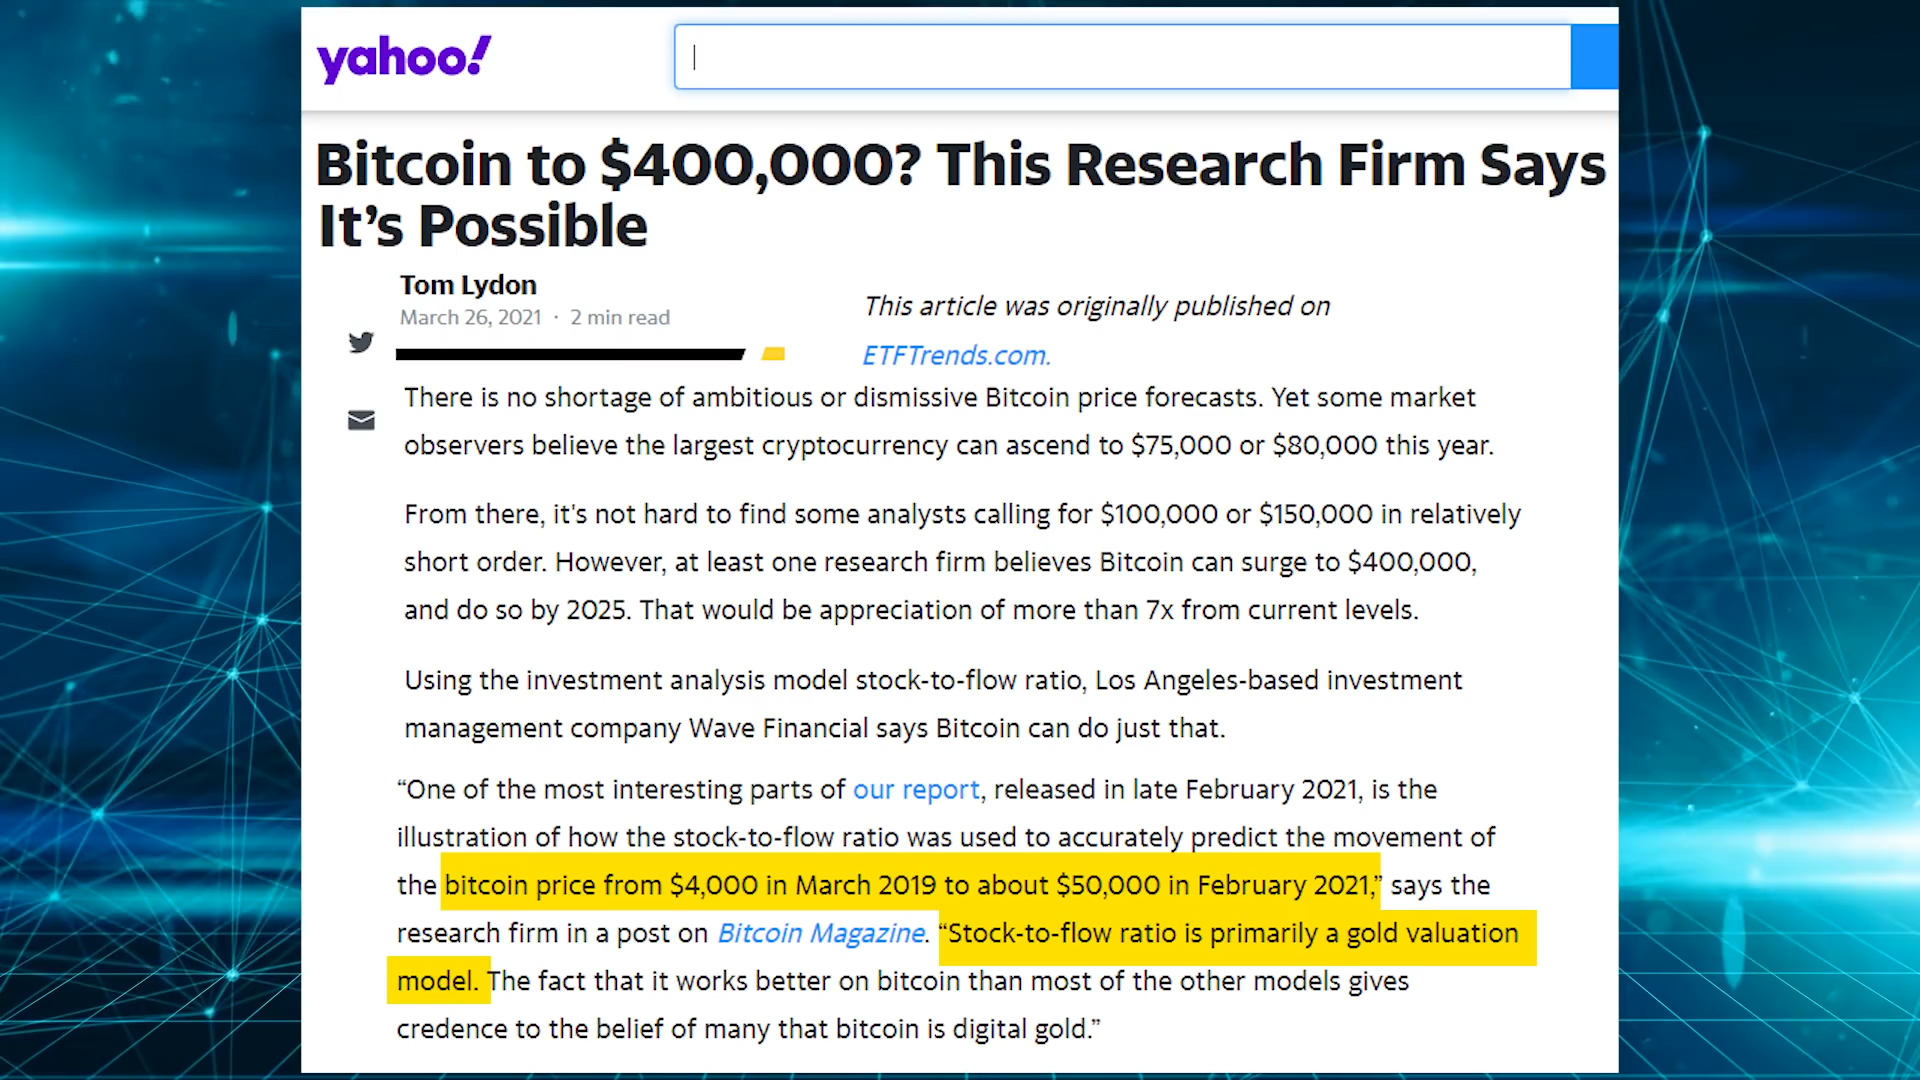 yahoo!
Bitcoin to $400,000? This Research Firm Says
It’s Possible
Tom Lydon
March 26, 2021 · 2 min read
This article was originally published on
ETFTrends.com.
There is no shortage of ambitious or dismissive Bitcoin price forecasts. Yet some market
observers believe the largest cryptocurrency can ascend to $75,000 or $80,000 this year.
From there, it's not hard to find some analysts calling for $100,000 or $150,000 in relatively
short order. However, at least one research firm believes Bitcoin can surge to $400,000,
and do so by 2025. That would be appreciation of more than 7x from current levels.
Using the investment analysis model stock-to-flow ratio, Los Angeles-based investment
management company Wave Financial says Bitcoin can do just that.
“One of the most interesting parts of our report, released in late February 2021, is the
illustration of how the stock-to-flow ratio was used to accurately predict the movement of
the bitcoin price from $4,000 in March 2019 to about $50,000 in February 2021,” says the
research firm in a post on Bitcoin Magazine. “Stock-to-flow ratio is primarily a gold valuation
model. The fact that it works better on bitcoin than most of the other models gives
credence to the belief of many that bitcoin is digital gold.”